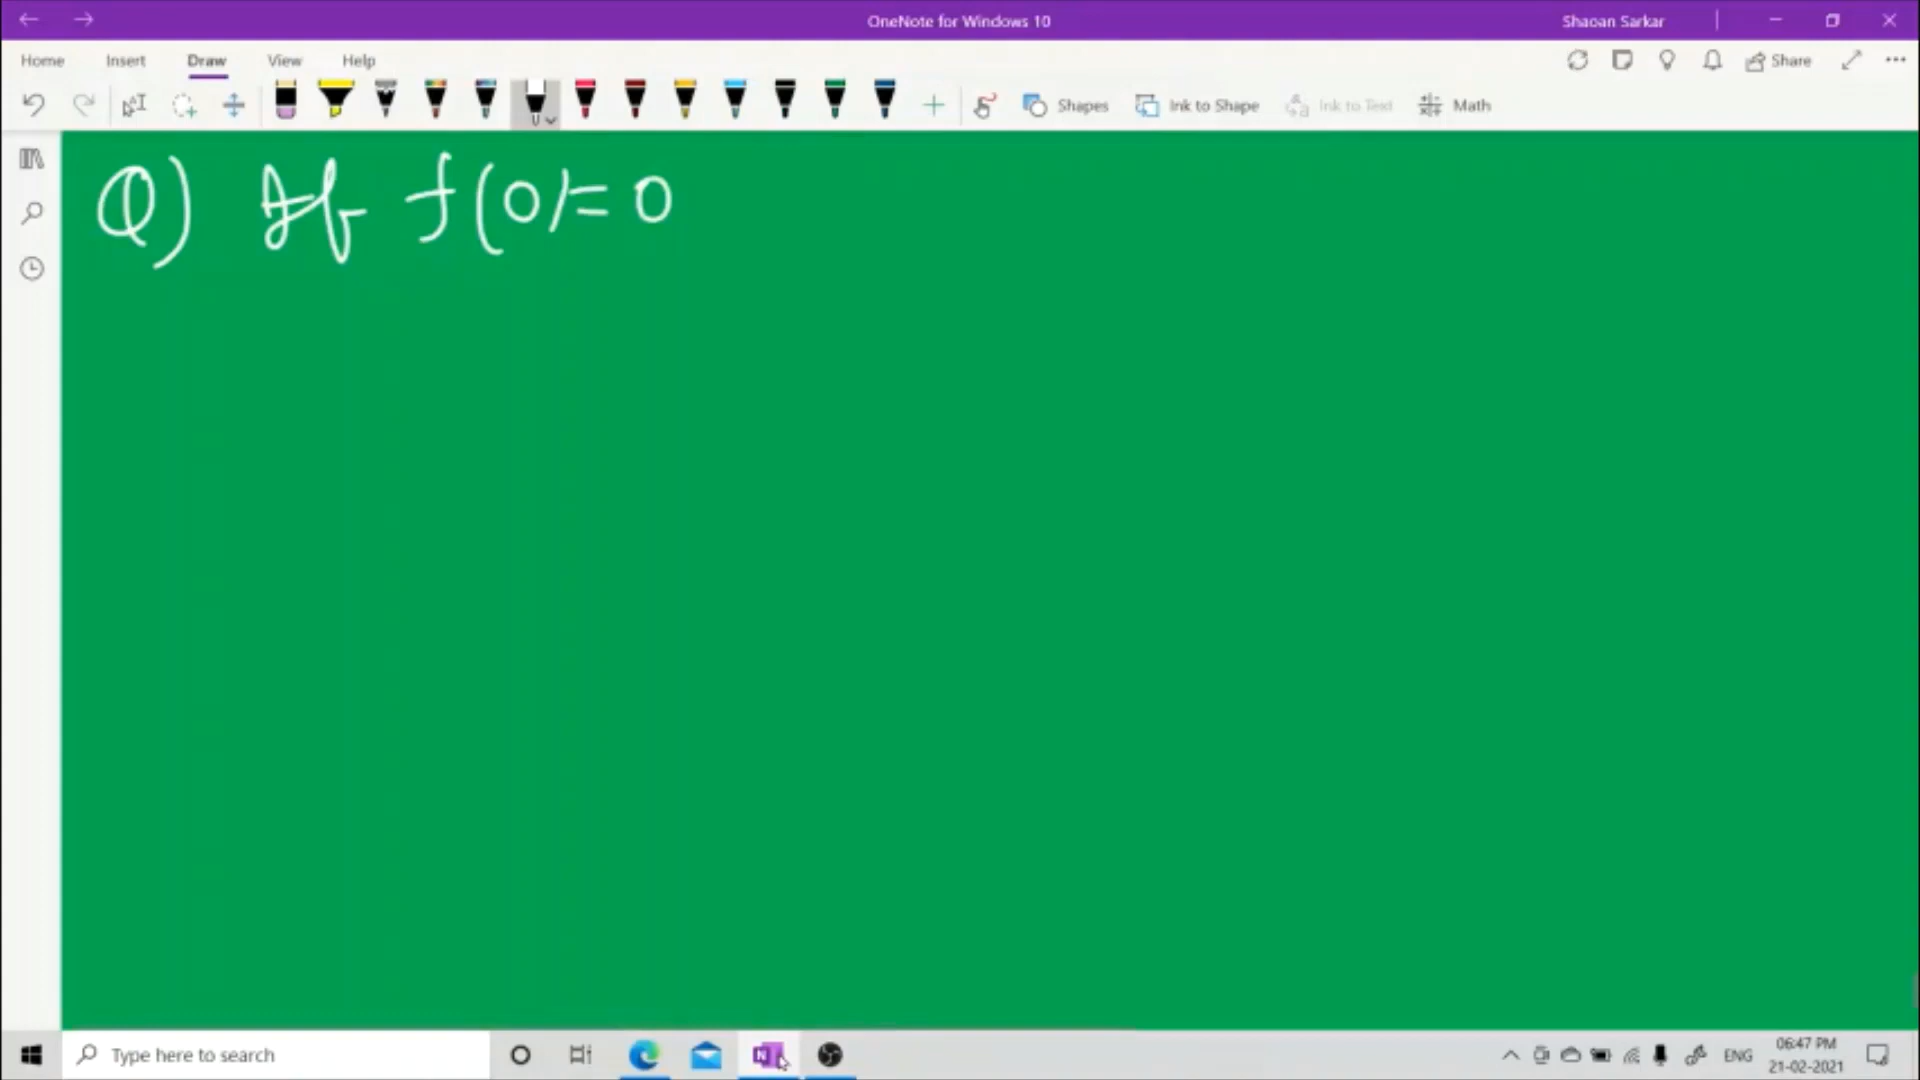 OneNote for Windows 10
Shaoan Sarkar
Home Insert Draw View Help
Share
Shapes Ink to Shape Ink to Text Math
Q) If f(0)= 0
Type here to search
ENG
06:47 PM
21-02-2021